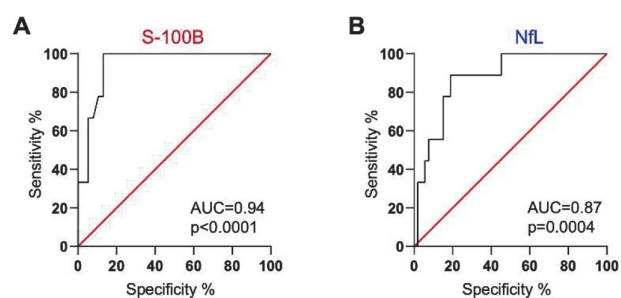 A
S-100B
100
80
60
40
20
0
Sensitivity %
AUC=0.94
p<0.0001
0 20 40 60 80 100
Specificity %
B
NfL
100
80
60
40
20
0
Sensitivity %
AUC=0.87
p=0.0004
0 20 40 60 80 100
Specificity %